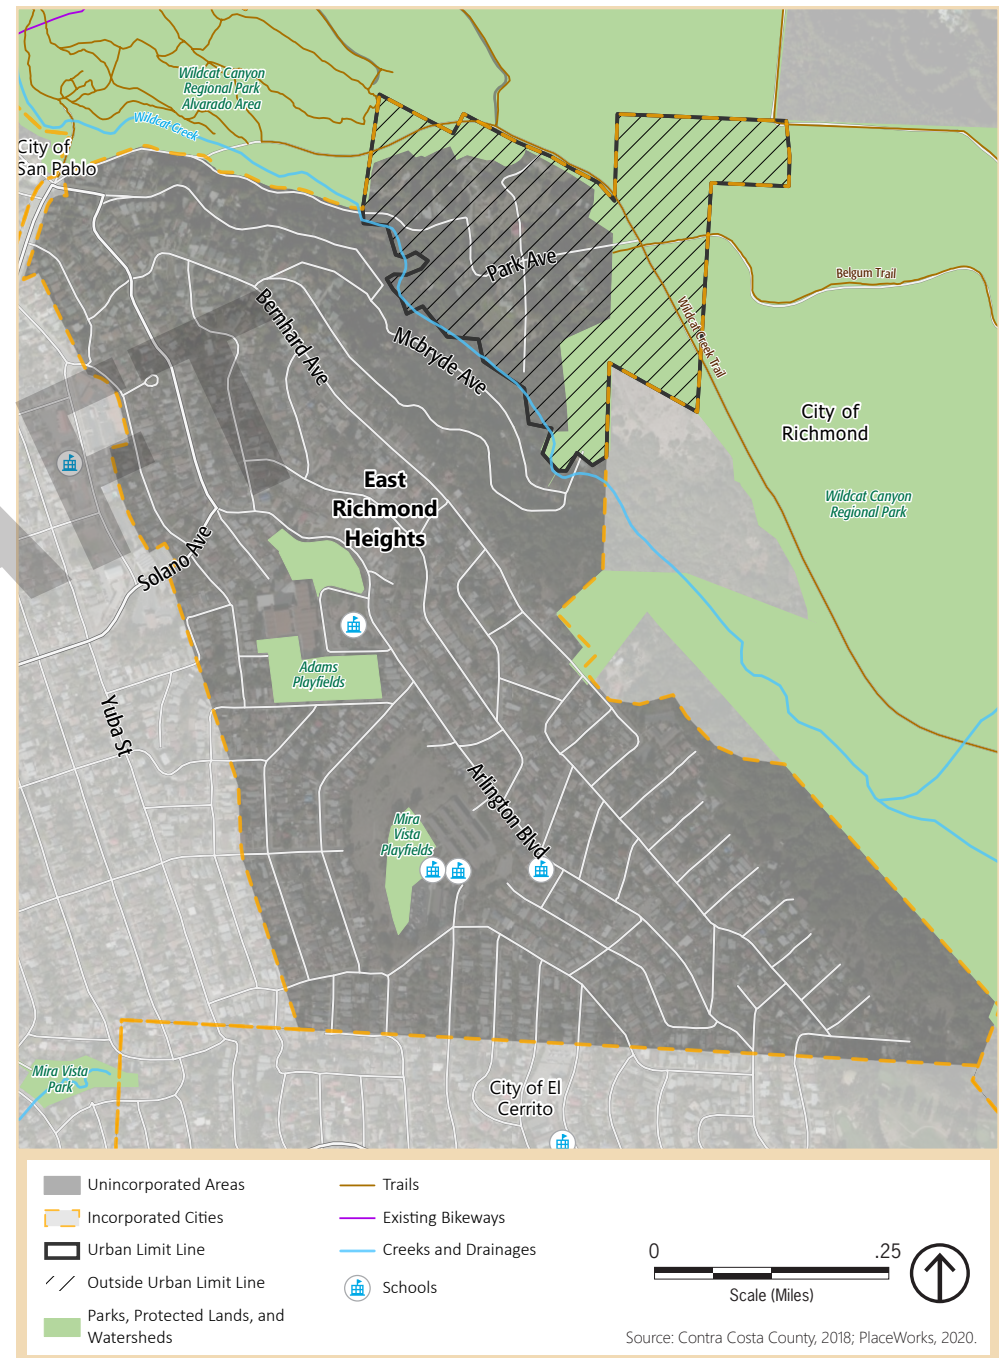 Wildcat Canyon
Regional Park
Alvarado Area
Wildcat Creek
City of
San Pablo
Park Ave
Belgum Trail
Bernhard Ave
Mcbryde Ave
Wildcat Creek Trail
City of
Richmond
East
Richmond
Heights
Wildcat Canyon
Regional Park
Solano Ave
Adams
Playfields
Yuba St
Arlington Blvd
Mira
Vista
Playfields
Mira Vista
Park
City of El
Cerrito
Unincorporated Areas
Incorporated Cities
Urban Limit Line
Outside Urban Limit Line
Parks, Protected Lands, and
Watersheds
Trails
Existing Bikeways
Creeks and Drainages
Schools
0 .25
Scale (Miles)
Source: Contra Costa County, 2018; PlaceWorks, 2020.